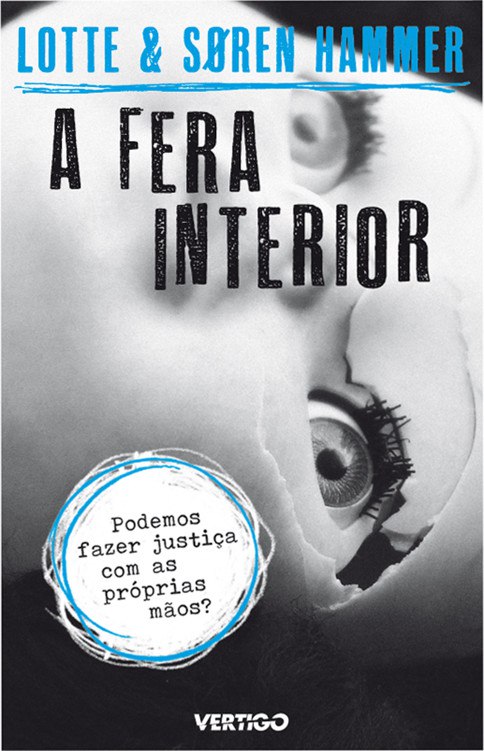 LOTTE & SØREN HAMMER
A FERA
INTERIOR
Podemos
fazer justiça
com as
próprias
mãos?
VERTIGO